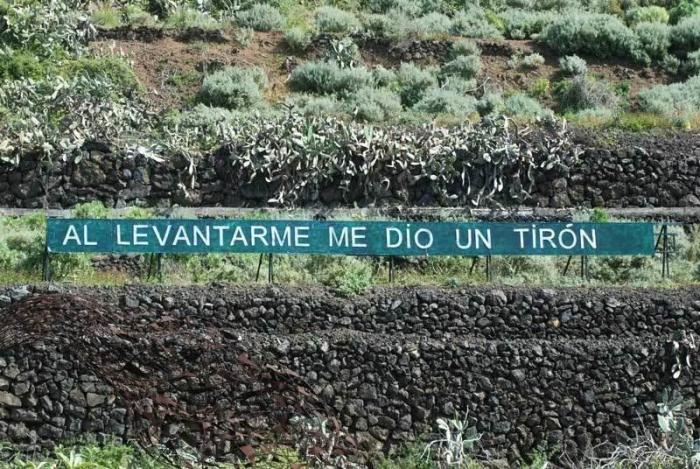 AL LEVANTARME ME DIO UN TIRÓN